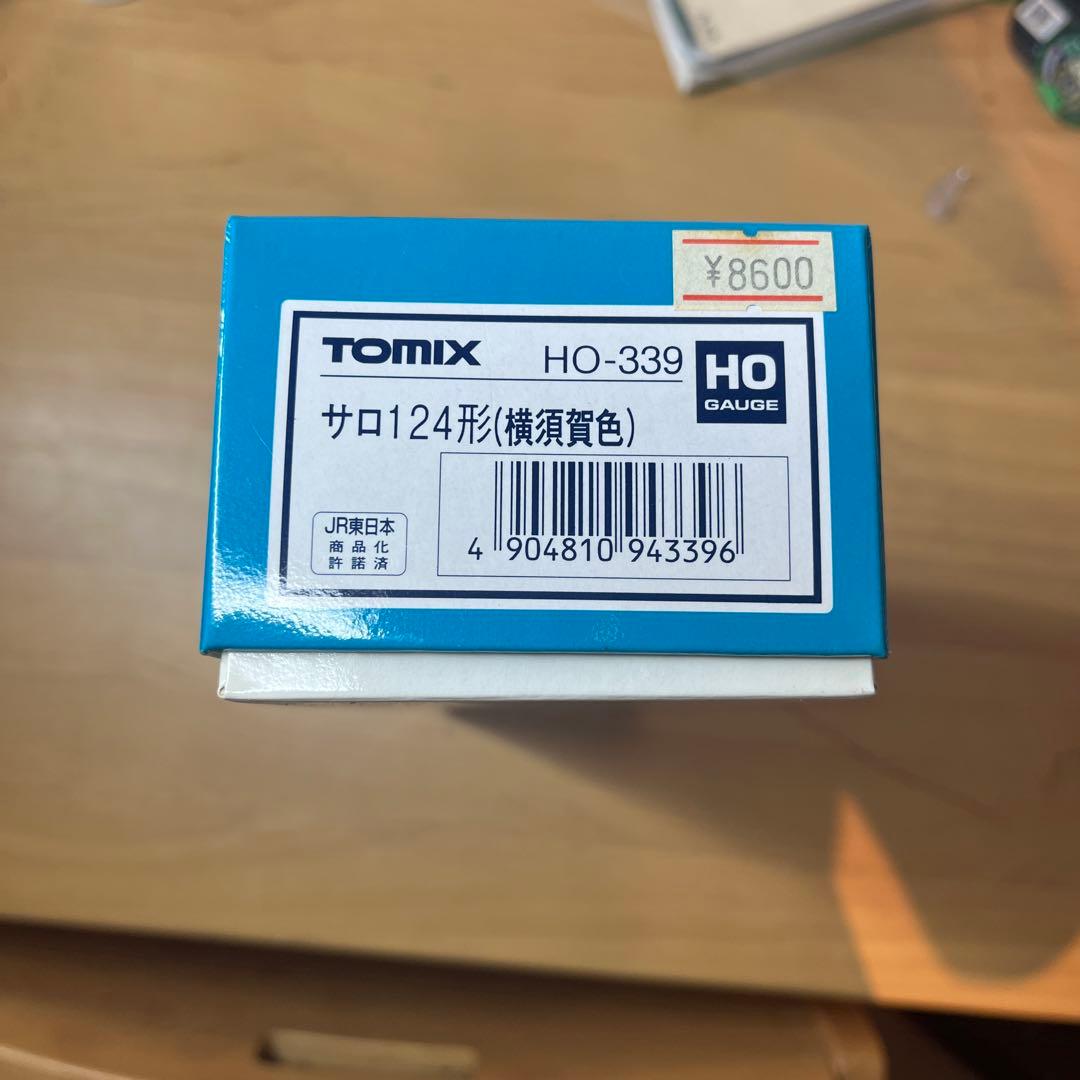 ¥8600
TOMIX HO-339 HO GAUGE
サロ124形(横須賀色)
JR東日本
商品化
許諾済
4 904810 943396